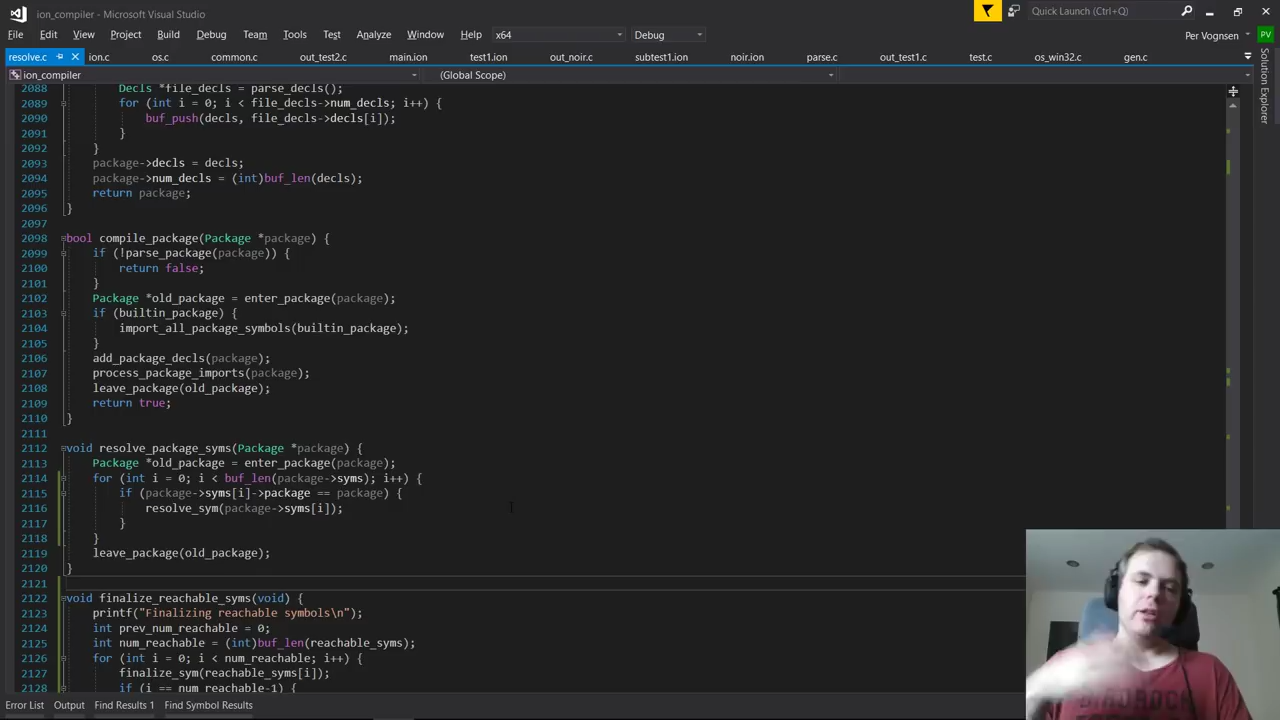 ion_compiler - Microsoft Visual Studio
Quick Launch (Ctrl+Q)
File Edit View Project Build Debug Team Tools Test Analyze Window Help x64 Debug
Per Vognsen PV
resolve.c ion.c os.c common.c out_test2.c main.ion test1.ion out_noir.c subtest1.ion noir.ion parse.c out_test1.c test.c os_win32.c gen.c
ion_compiler (Global Scope)
Solution Explorer
2088 Decls *file_decls = parse_decls();
2089 for (int i = 0; i < file_decls->num_decls; i++) {
2090 buf_push(decls, file_decls->decls[i]);
2091 }
2092 }
2093 package->decls = decls;
2094 package->num_decls = (int)buf_len(decls);
2095 return package;
2096 }
2097
2098 bool compile_package(Package *package) {
2099 if (!parse_package(package)) {
2100 return false;
2101 }
2102 Package *old_package = enter_package(package);
2103 if (builtin_package) {
2104 import_all_package_symbols(builtin_package);
2105 }
2106 add_package_decls(package);
2107 process_package_imports(package);
2108 leave_package(old_package);
2109 return true;
2110 }
2111
2112 void resolve_package_syms(Package *package) {
2113 Package *old_package = enter_package(package);
2114 for (int i = 0; i < buf_len(package->syms); i++) {
2115 if (package->syms[i]->package == package) {
2116 resolve_sym(package->syms[i]);
2117 }
2118 }
2119 leave_package(old_package);
2120 }
2121
2122 void finalize_reachable_syms(void) {
2123 printf("Finalizing reachable symbols\n");
2124 int prev_num_reachable = 0;
2125 int num_reachable = (int)buf_len(reachable_syms);
2126 for (int i = 0; i < num_reachable; i++) {
2127 finalize_sym(reachable_syms[i]);
2128 if (i == num_reachable-1) {
Error List Output Find Results 1 Find Symbol Results